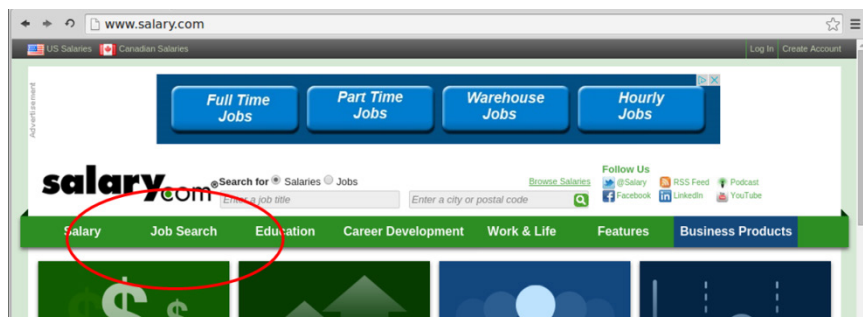 www.salary.com
US Salaries Canadian Salaries Log In Create Account
Advertisement
Full Time Jobs
Part Time Jobs
Warehouse Jobs
Hourly Jobs
salary.com®
Search for Salaries Jobs
Browse Salaries
Enter a job title
Enter a city or postal code
Follow Us
@Salary RSS Feed Podcast
Facebook LinkedIn YouTube
Salary Job Search Education Career Development Work & Life Features Business Products
$ $ $